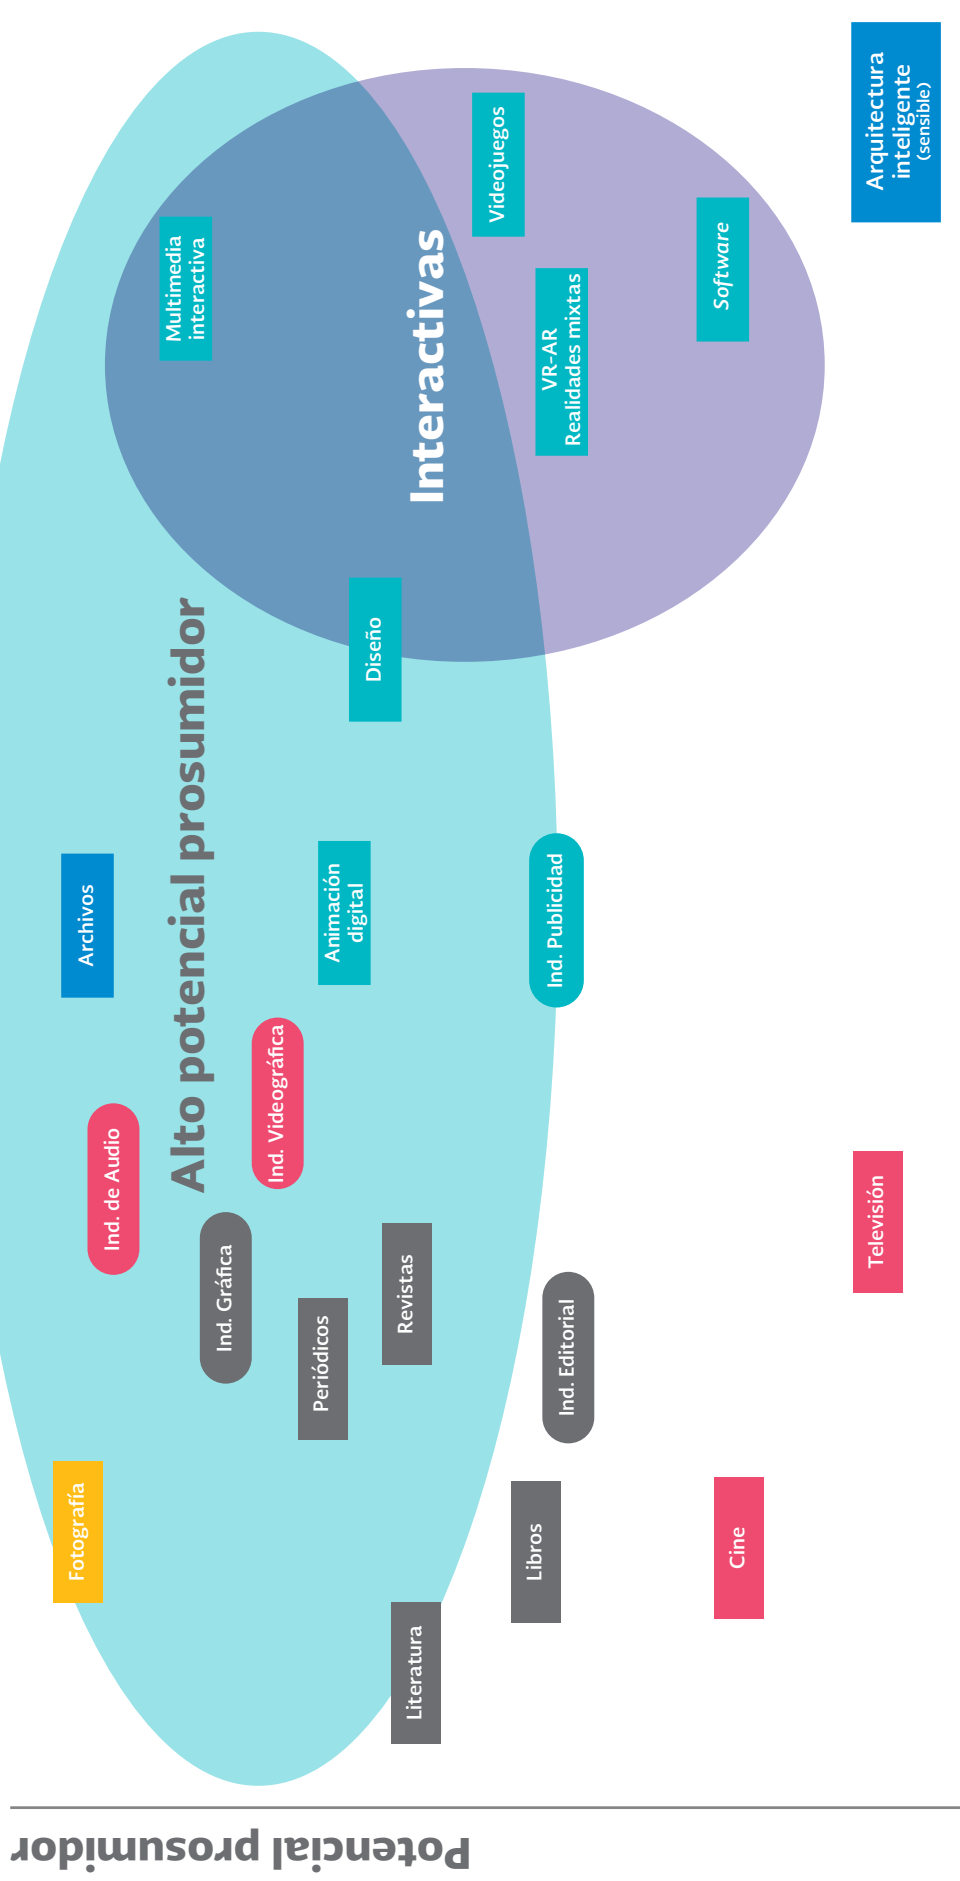 Potencial prosumidor
Alto potencial prosumidor
Interactivas
Fotografía
Ind. de Audio
Archivos
Multimedia
interactiva
Ind. Gráfica
Ind. Videográfica
Periódicos
Revistas
Animación
digital
Diseño
Literatura
Libros
Ind. Editorial
Ind. Publicidad
Videojuegos
VR-AR
Realidades mixtas
Software
Cine
Televisión
Arquitectura
inteligente
(sensible)